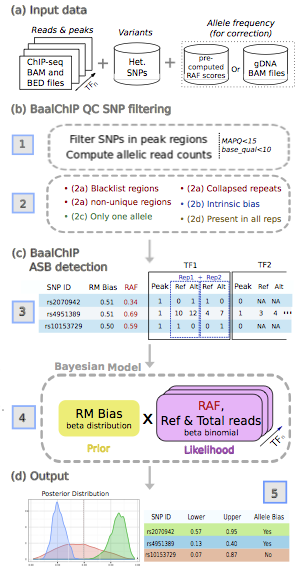 (a) Input data
Reads & peaks
Variants
Allele frequency
(for correction)
ChIP-seq
BAM and
BED files
TFn
+
Het.
SNPs
+
pre-
computed
RAF scores
Or
gDNA
BAM files
(b) BaalChIP QC SNP filtering
1
Filter SNPs in peak regions
Compute allelic read counts
MAPQ<15
base_qual<10
2
• (2a) Blacklist regions
• (2a) Collapsed repeats
• (2a) non-unique regions
• (2b) Intrinsic bias
• (2c) Only one allele
• (2d) Present in all reps
(c) BaalChIP
ASB detection
TF1
TF2
Rep1 + Rep2
SNP ID RM Bias RAF Peak Ref Alt Ref Alt Peak Ref Alt
3
rs2070942 0.51 0.34 1 0 1 1 0 0 NA NA
rs4951389 0.51 0.69 1 10 12 4 7 1 3 4 ...
rs10153729 0.50 0.59 1 1 0 0 1 0 NA NA
Bayesian Model
4
RM Bias
beta distribution
Prior
X
RAF,
Ref & Total reads
beta binomial
Likelihood
TFn
(d) Output
5
Posterior Distribution
SNP ID Lower Upper Allele Bias
rs2070942 0.57 0.95 Yes
rs4951389 0.13 0.40 Yes
rs10153729 0.07 0.87 No